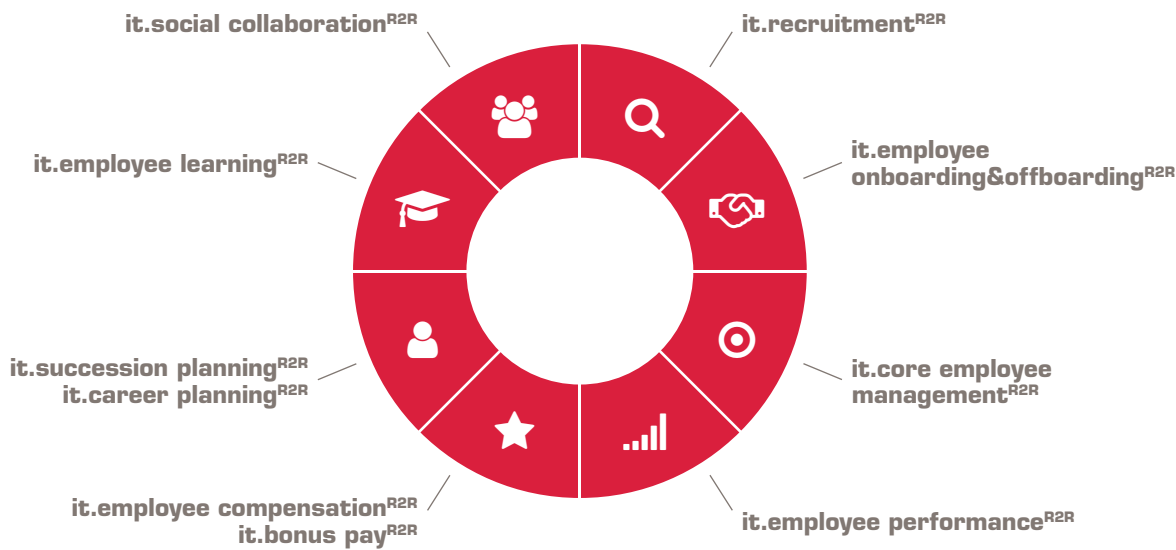 it.social collaborationR2R
it.recruitmentR2R
it.employee learningR2R
it.employee
onboarding&offboardingR2R
it.succession planningR2R
it.career planningR2R
it.core employee
managementR2R
it.employee compensationR2R
it.bonus payR2R
it.employee performanceR2R